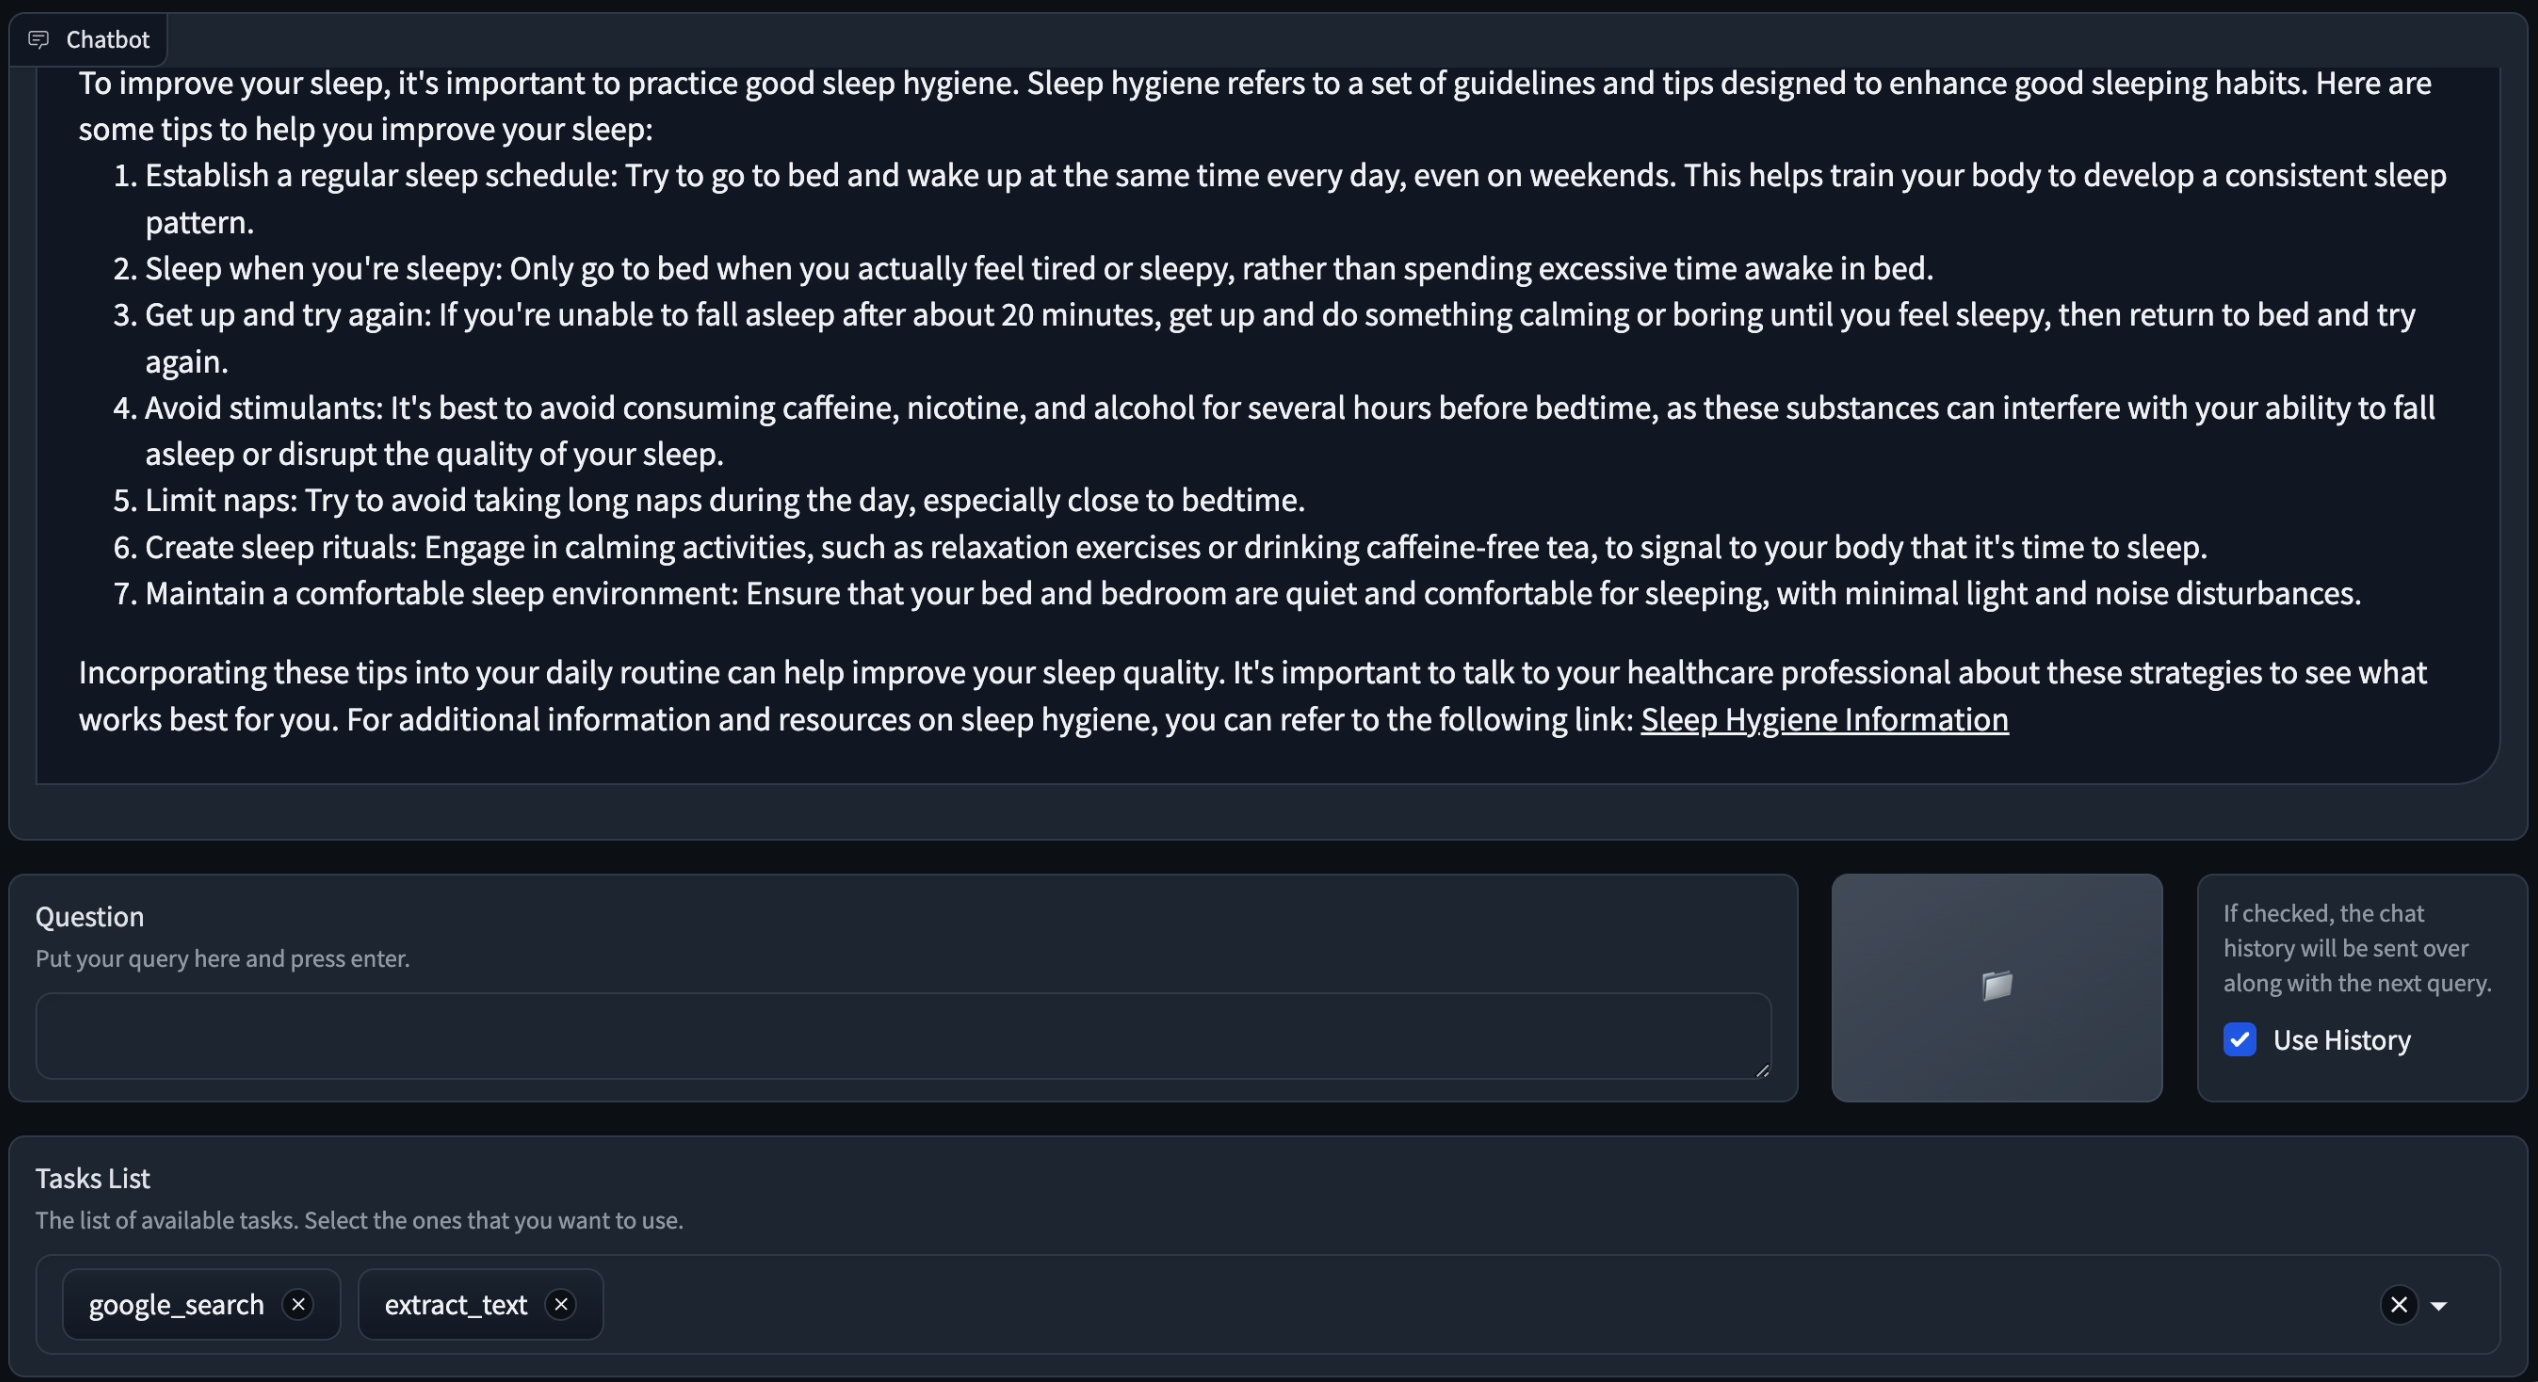 Chatbot
To improve your sleep, it's important to practice good sleep hygiene. Sleep hygiene refers to a set of guidelines and tips designed to enhance good sleeping habits. Here are
some tips to help you improve your sleep:
1. Establish a regular sleep schedule: Try to go to bed and wake up at the same time every day, even on weekends. This helps train your body to develop a consistent sleep
pattern.
2. Sleep when you're sleepy: Only go to bed when you actually feel tired or sleepy, rather than spending excessive time awake in bed.
3. Get up and try again: If you're unable to fall asleep after about 20 minutes, get up and do something calming or boring until you feel sleepy, then return to bed and try
again.
4. Avoid stimulants: It's best to avoid consuming caffeine, nicotine, and alcohol for several hours before bedtime, as these substances can interfere with your ability to fall
asleep or disrupt the quality of your sleep.
5. Limit naps: Try to avoid taking long naps during the day, especially close to bedtime.
6. Create sleep rituals: Engage in calming activities, such as relaxation exercises or drinking caffeine-free tea, to signal to your body that it's time to sleep.
7. Maintain a comfortable sleep environment: Ensure that your bed and bedroom are quiet and comfortable for sleeping, with minimal light and noise disturbances.
Incorporating these tips into your daily routine can help improve your sleep quality. It's important to talk to your healthcare professional about these strategies to see what
works best for you. For additional information and resources on sleep hygiene, you can refer to the following link: Sleep Hygiene Information
Question
Put your query here and press enter.
If checked, the chat
history will be sent over
along with the next query.
Use History
Tasks List
The list of available tasks. Select the ones that you want to use.
google_search
extract_text